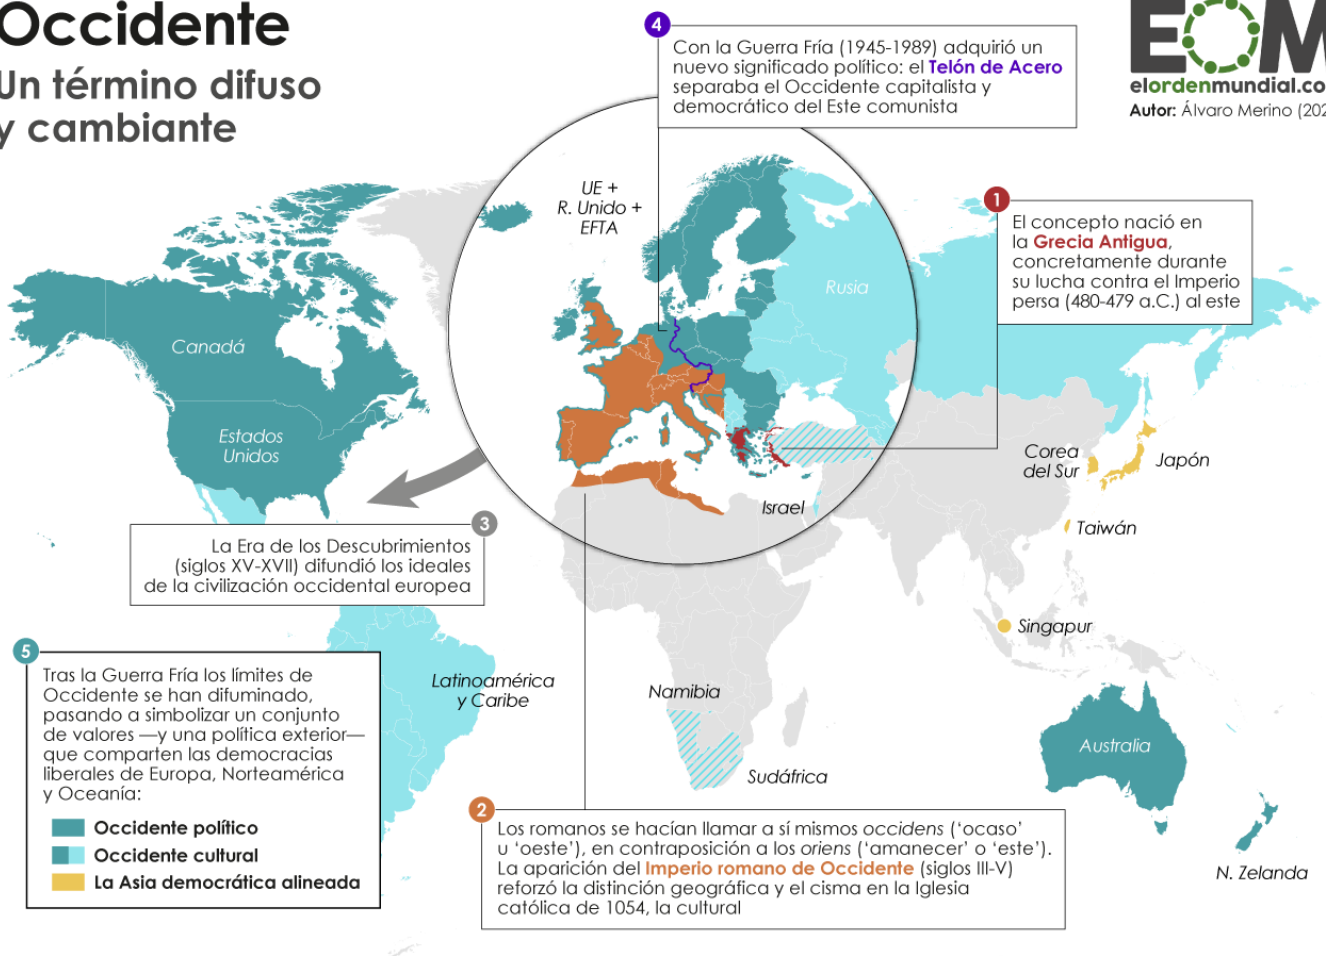 Occidente
Un término difuso
y cambiante
4
Con la Guerra Fría (1945-1989) adquirió un
nuevo significado político: el Telón de Acero
separaba el Occidente capitalista y
democrático del Este comunista
EOM
elordenmundial.co
Autor: Álvaro Merino (202
UE +
R. Unido +
EFTA
1
El concepto nació en
la Grecia Antigua,
concretamente durante
su lucha contra el Imperio
persa (480-479 a.C.) al este
Rusia
Canadá
Estados
Unidos
Corea
del Sur
Japón
Israel
Taiwán
3
La Era de los Descubrimientos
(siglos XV-XVII) difundió los ideales
de la civilización occidental europea
Singapur
5
Tras la Guerra Fría los límites de
Occidente se han difuminado,
pasando a simbolizar un conjunto
de valores —y una política exterior—
que comparten las democracias
liberales de Europa, Norteamérica
y Oceanía:
Occidente político
Occidente cultural
La Asia democrática alineada
Latinoamérica
y Caribe
Namibia
Sudáfrica
Australia
N. Zelanda
2
Los romanos se hacían llamar a sí mismos occidens (‘ocaso’
u ‘oeste’), en contraposición a los oriens (‘amanecer’ o ‘este’).
La aparición del Imperio romano de Occidente (siglos III-V)
reforzó la distinción geográfica y el cisma en la Iglesia
católica de 1054, la cultural